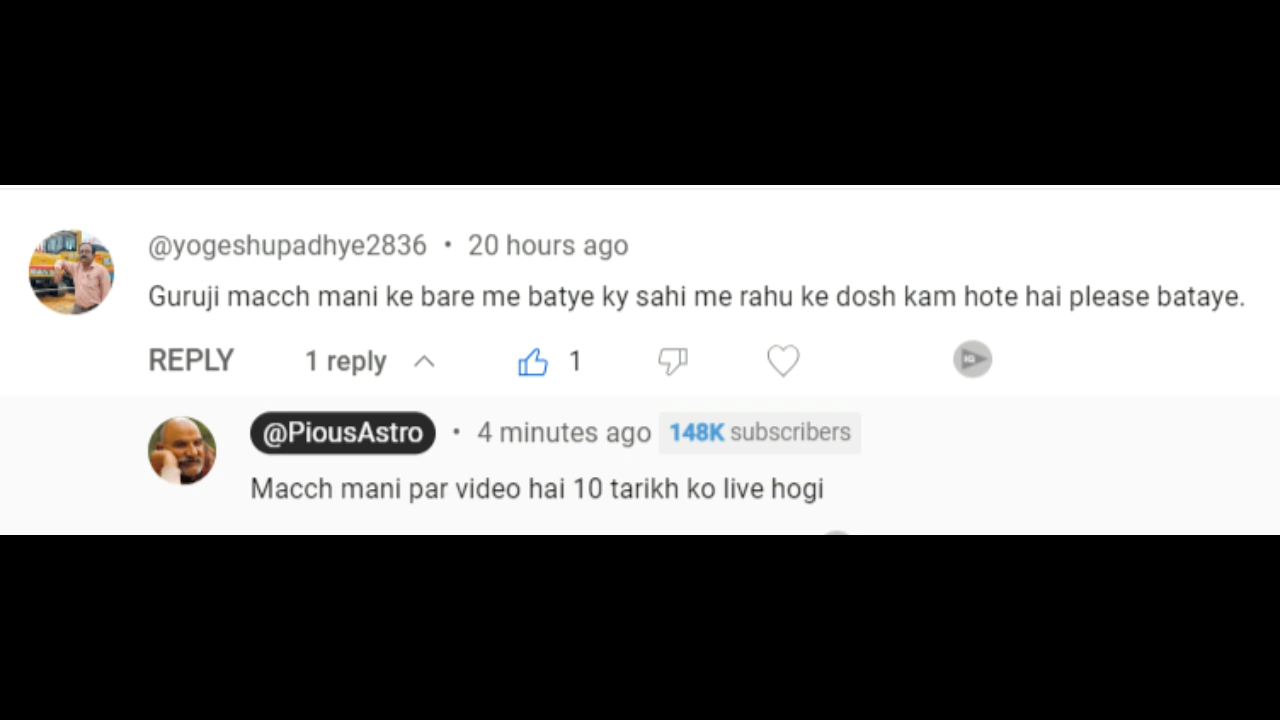 @yogeshupadhye2836 • 20 hours ago
Guruji macch mani ke bare me batye ky sahi me rahu ke dosh kam hote hai please bataye.
REPLY 1 reply 1
@PiousAstro • 4 minutes ago 148K subscribers
Macch mani par video hai 10 tarikh ko live hogi